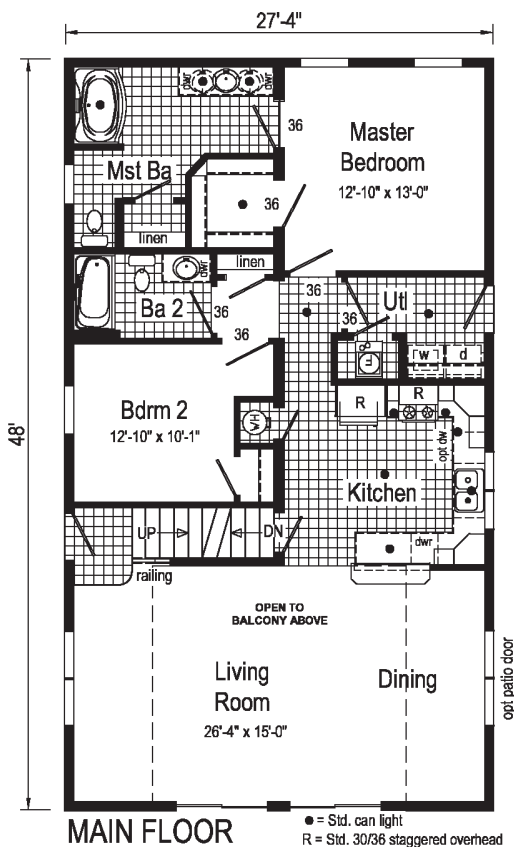 27'-4"
48'
dwr
dwr
36
Master
Bedroom
12'-10" x 13'-0"
Mst Ba
36
linen
linen
dwr
Ba 2
36
36
36
36
Utl
F
w
d
Bdrm 2
12'-10" x 10'-1"
WH
R
R
opt dw
Kitchen
UP
DN
dwr
railing
OPEN TO
BALCONY ABOVE
Living
Room
26'-4" x 15'-0"
Dining
opt patio door
MAIN FLOOR
● = Std. can light
R = Std. 30/36 staggered overhead